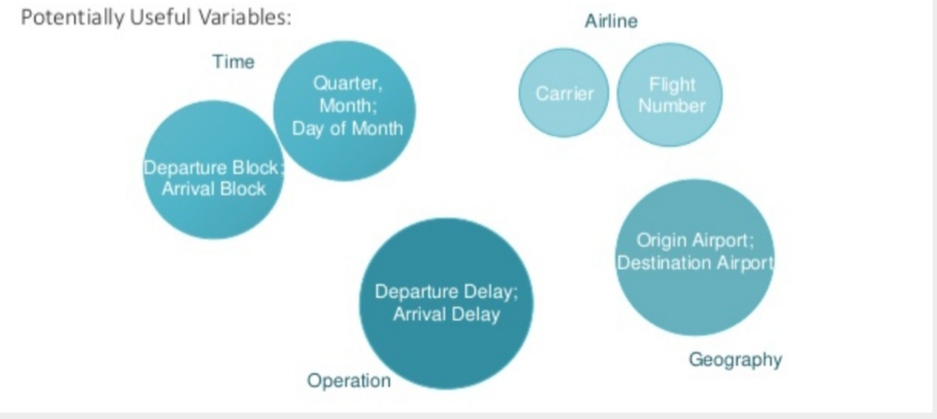 Potentially Useful Variables:
Airline
Time
Quarter,
Month;
Day of Month
Carrier
Flight
Number
Departure Block;
Arrival Block
Origin Airport;
Destination Airport
Departure Delay;
Arrival Delay
Geography
Operation